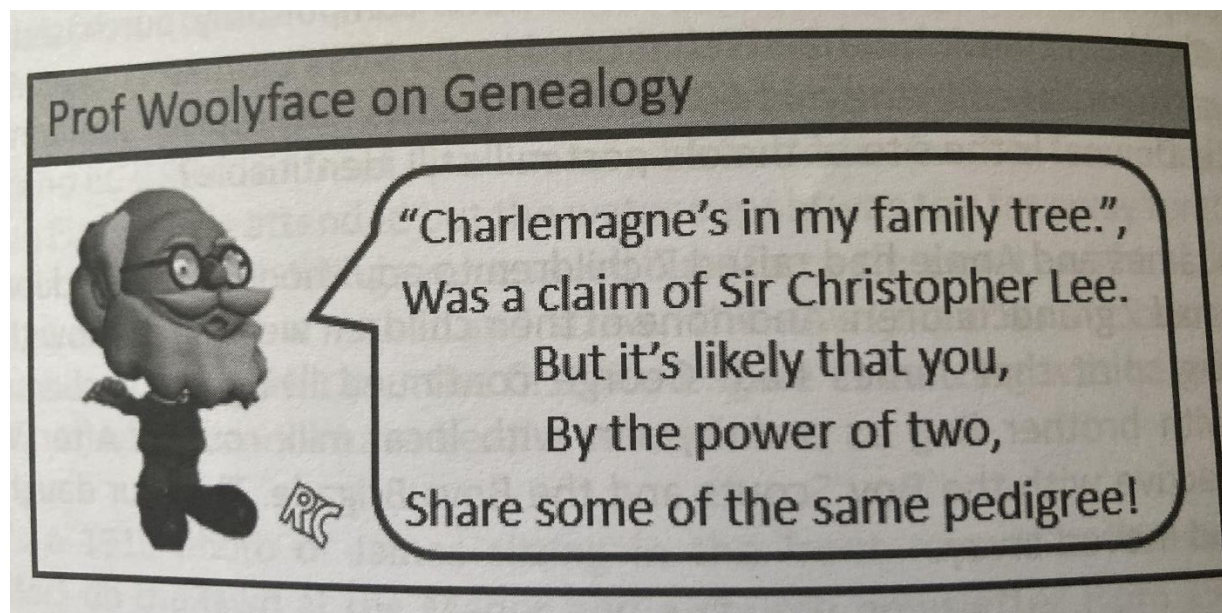 Prof Woolyface on Genealogy
“Charlemagne’s in my family tree.”,
Was a claim of Sir Christopher Lee.
But it’s likely that you,
By the power of two,
Share some of the same pedigree!